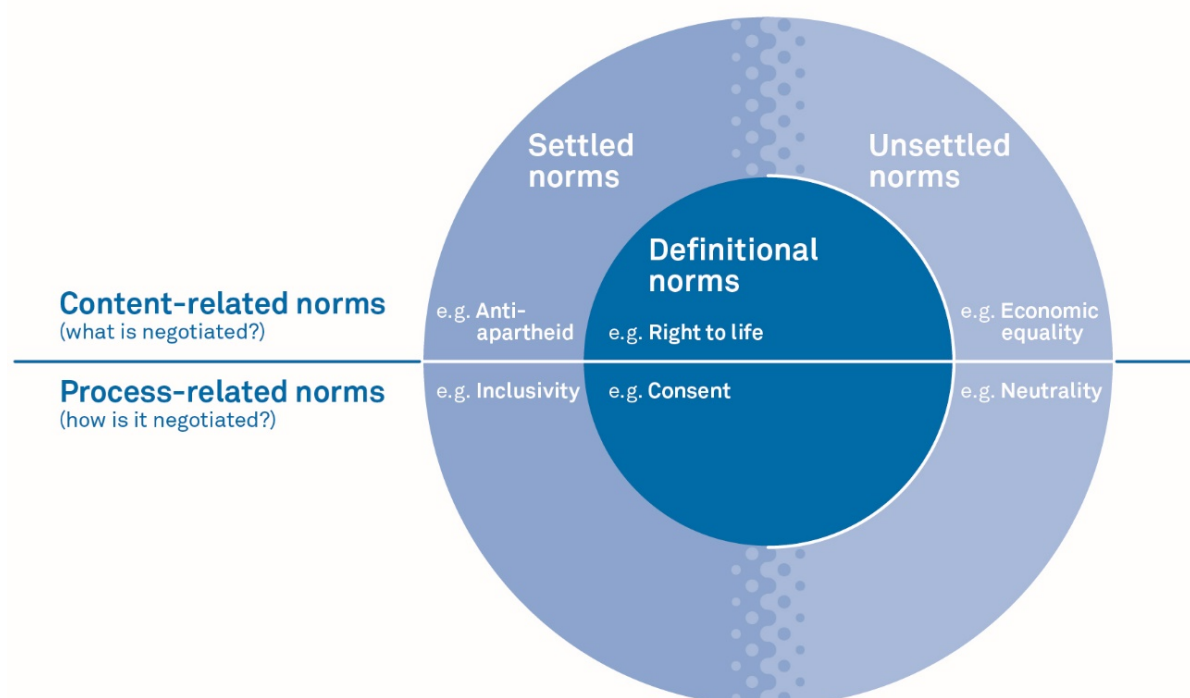 Settled
norms
Unsettled
norms
Definitional
norms
Content-related norms
(what is negotiated?)
e.g. Anti-
apartheid
e.g. Right to life
e.g. Economic
equality
Process-related norms
(how is it negotiated?)
e.g. Inclusivity
e.g. Consent
e.g. Neutrality